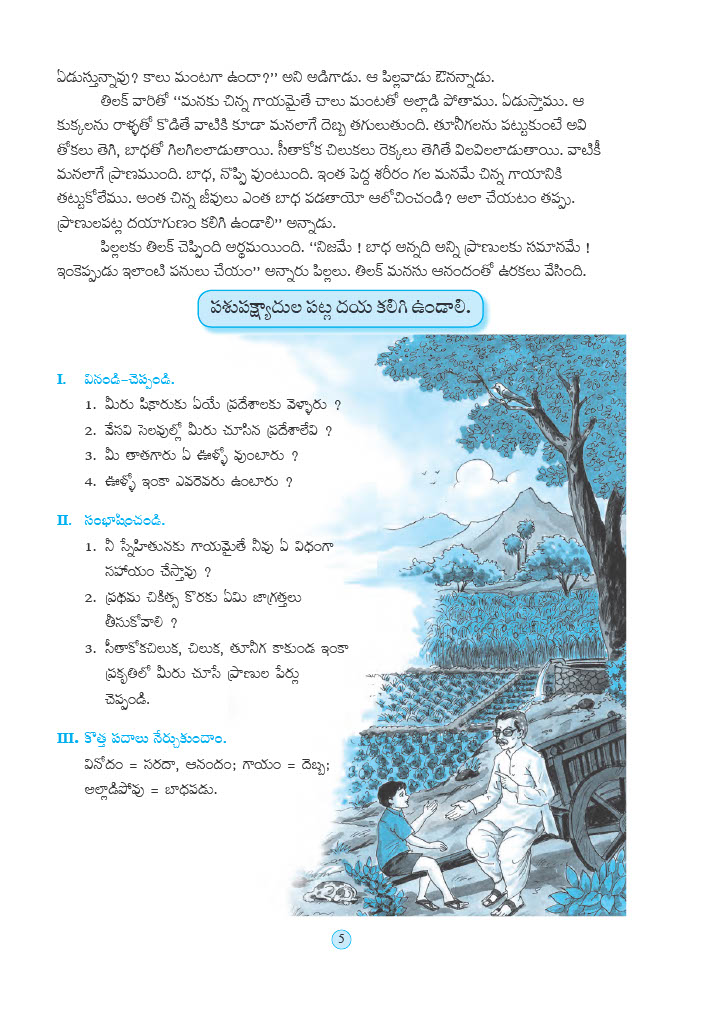 ఏడుస్తున్నావు? కాలు మంటగా ఉందా?’’ అని అడిగాడు. ఆ పిల్లవాడు ఔనన్నాడు.
తిలక్ వారితో ‘‘మనకు చిన్న గాయమైతే చాలు మంటతో అల్లాడి పోతాము. ఏడుస్తాము. ఆ
కుక్కలను రాళ్ళతో కొడితే వాటికి కూడా మనలాగే దెబ్బ తగులుతుంది. తూనీగలను పట్టుకుంటే అవి
తోకలు తెగి, బాధతో గిలగిలలాడుతాయి. సీతాకోక చిలుకలు రెక్కలు తెగితే విలవిలలాడుతాయి. వాటికీ
మనలాగే ప్రాణముంది. బాధ, నొప్పి వుంటుంది. ఇంత పెద్ద శరీరం గల మనమే చిన్న గాయానికి
తట్టుకోలేము. అంత చిన్న జీవులు ఎంత బాధ పడతాయో ఆలోచించండి? అలా చేయటం తప్పు.
ప్రాణులపట్ల దయాగుణం కలిగి ఉండాలి’’ అన్నాడు.
పిల్లలకు తిలక్ చెప్పింది అర్థమయింది. ‘‘నిజమే ! బాధ అన్నది అన్ని ప్రాణులకు సమానమే !
ఇంకెప్పుడు ఇలాంటి పనులు చేయం’’ అన్నారు పిల్లలు. తిలక్ మనసు ఆనందంతో ఉరకలు వేసింది.
పశుపక్ష్యాదుల పట్ల దయ కలిగి ఉండాలి.
I. వినండి–చెప్పండి.
1. మీరు షికారుకు ఏయే ప్రదేశాలకు వెళ్ళారు ?
2. వేసవి సెలవుల్లో మీరు చూసిన ప్రదేశాలేవి ?
3. మీ తాతగారు ఏ ఊళ్ళో వుంటారు ?
4. ఊళ్ళో ఇంకా ఎవరెవరు ఉంటారు ?
II. సంభాషించండి.
1. నీ స్నేహితునకు గాయమైతే నీవు ఏ విధంగా
సహాయం చేస్తావు ?
2. ప్రథమ చికిత్స కొరకు ఏమి జాగ్రత్తలు
తీసుకోవాలి ?
3. సీతాకోకచిలుక, చిలుక, తూనీగ కాకుండ ఇంకా
ప్రకృతిలో మీరు చూసే ప్రాణుల పేర్లు
చెప్పండి.
III. కొత్త పదాలు నేర్చుకుందాం.
వినోదం = సరదా, ఆనందం; గాయం = దెబ్బ;
అల్లాడిపోవు = బాధపడు.
5